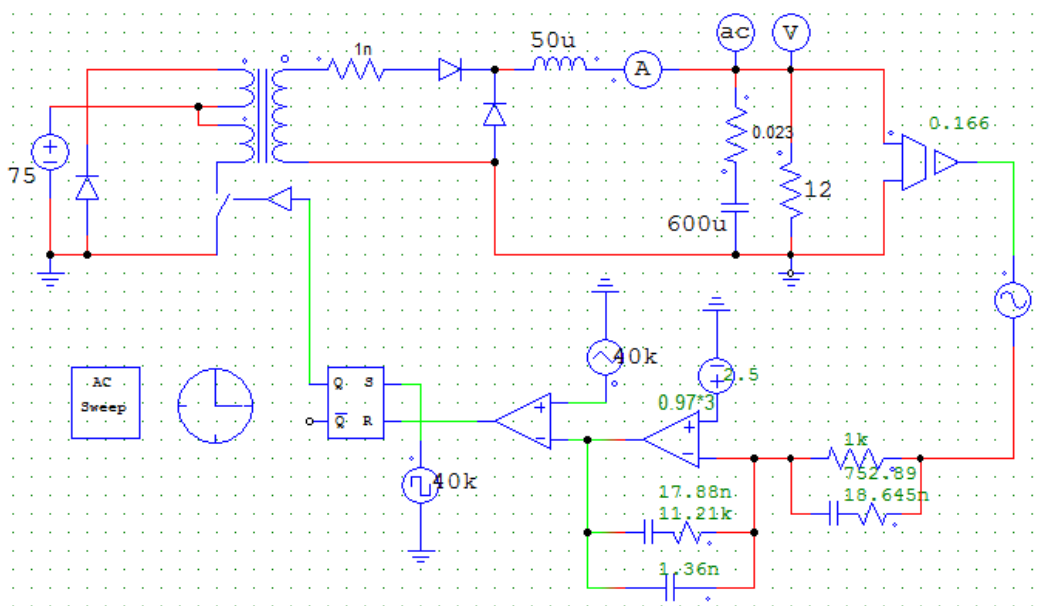 1n
50u
A
ac
V
0.023
12
600u
0.166
75
AC
Sweep
Q
S
Q
R
40k
40k
2.5
0.97*3
1k
752.89
18.645n
17.88n
11.21k
1.36n